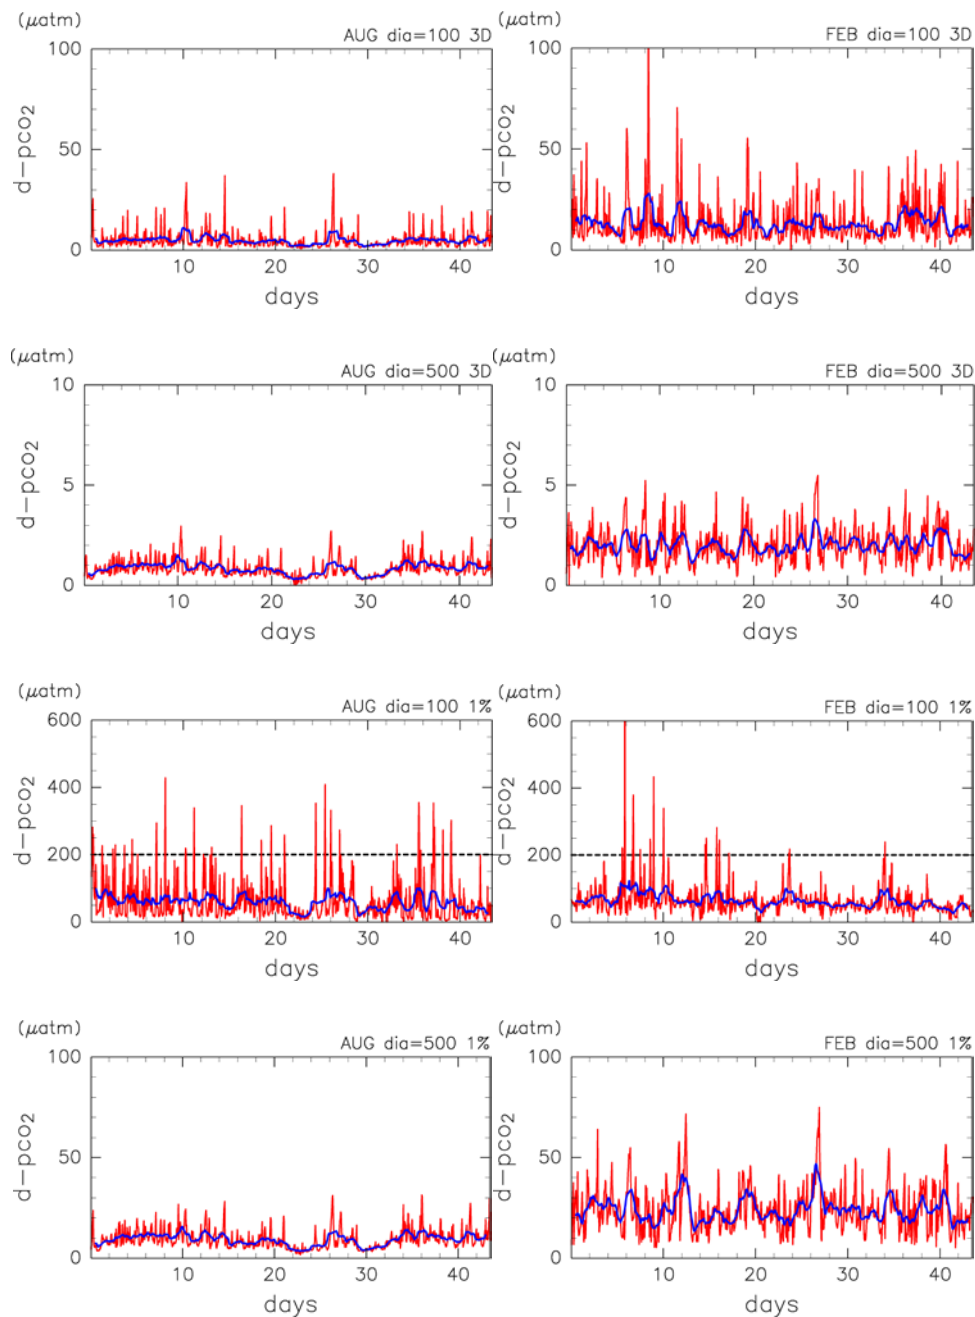 (μatm)
AUG dia=100 3D
FEB dia=100 3D
100
50
0
d-pco2
10 20 30 40
days
100
50
0
d-pco2
10 20 30 40
days
(μatm)
AUG dia=500 3D
(μatm)
FEB dia=500 3D
10
5
0
d-pco2
10 20 30 40
days
10
5
0
d-pco2
10 20 30 40
days
(μatm)
AUG dia=100 1%
(μatm)
FEB dia=100 1%
600
400
200
0
d-pco2
10 20 30 40
days
600
400
200
0
d-pco2
10 20 30 40
days
(μatm)
AUG dia=500 1%
(μatm)
FEB dia=500 1%
100
50
0
d-pco2
10 20 30 40
days
100
50
0
d-pco2
10 20 30 40
days
(μatm)